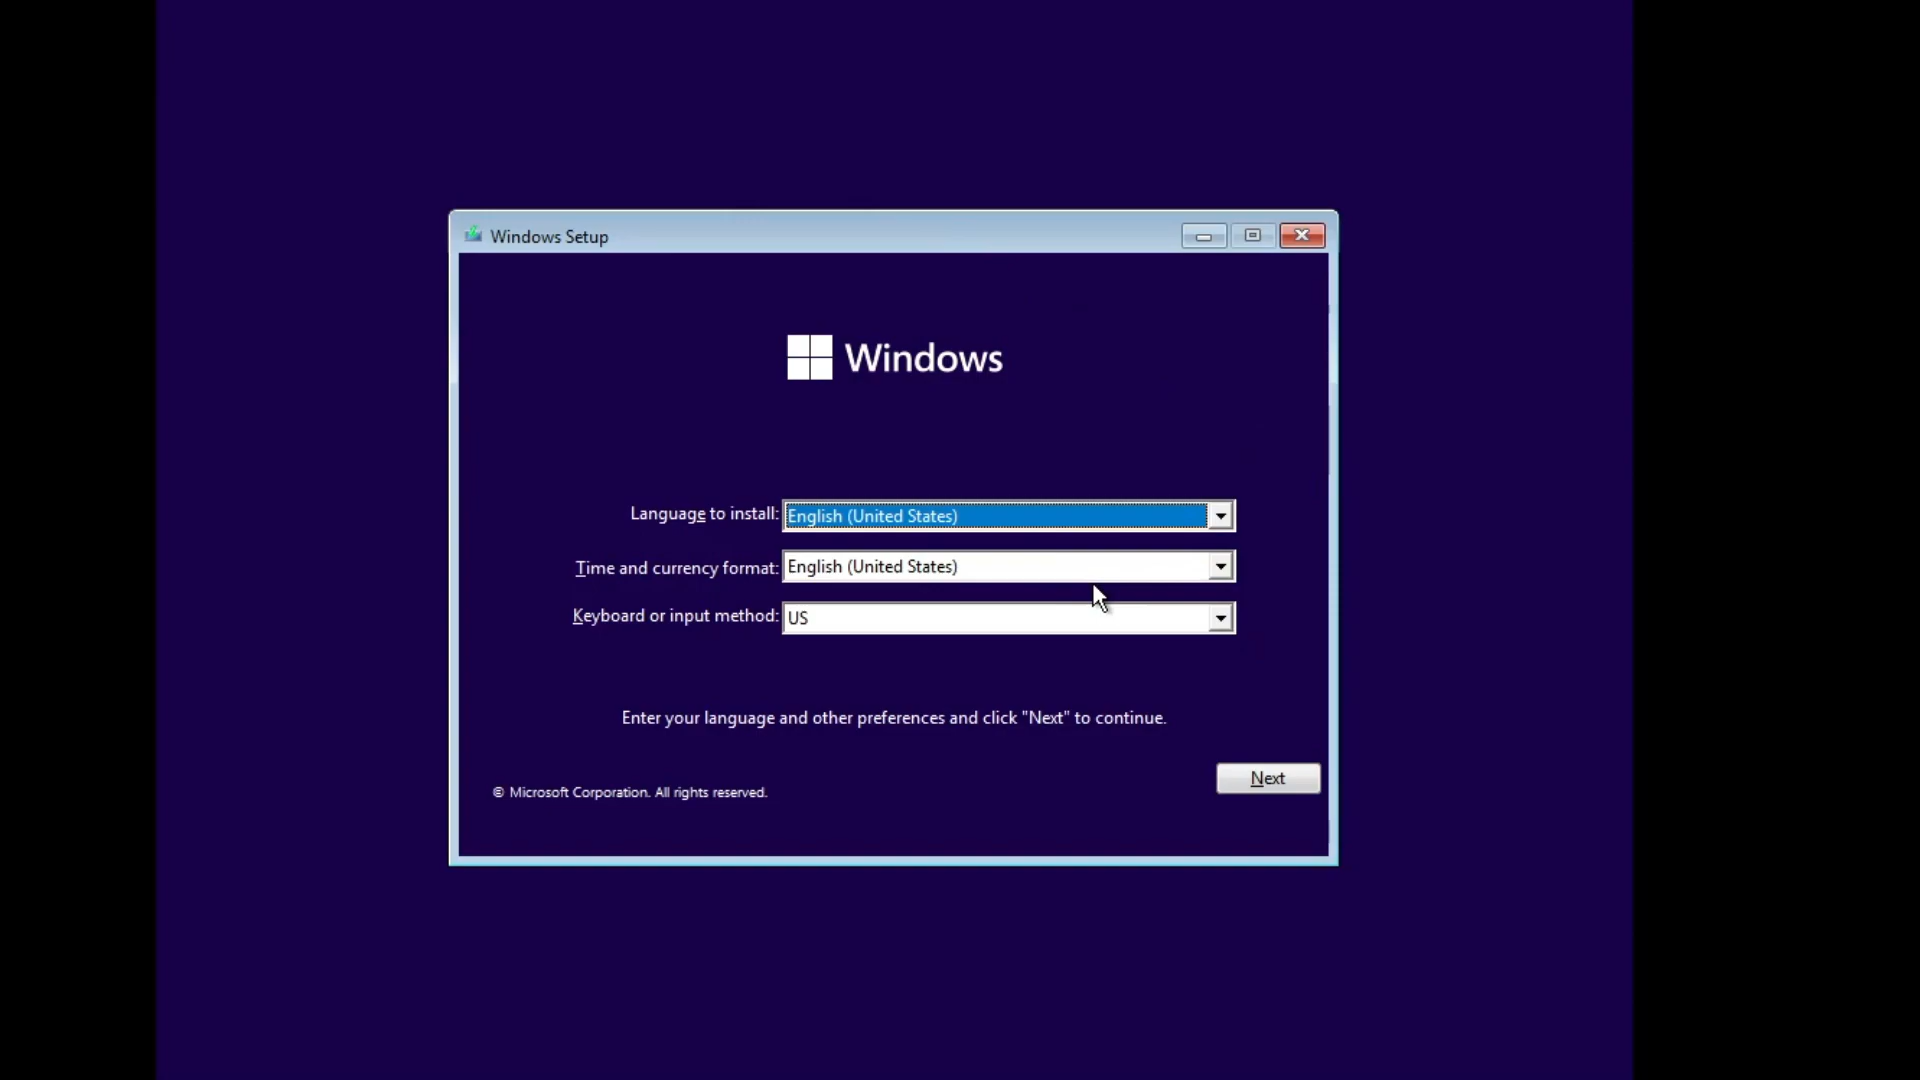 Windows Setup
Windows
Language to install: English (United States)
Time and currency format: English (United States)
Keyboard or input method: US
Enter your language and other preferences and click "Next" to continue.
Next
© Microsoft Corporation. All rights reserved.